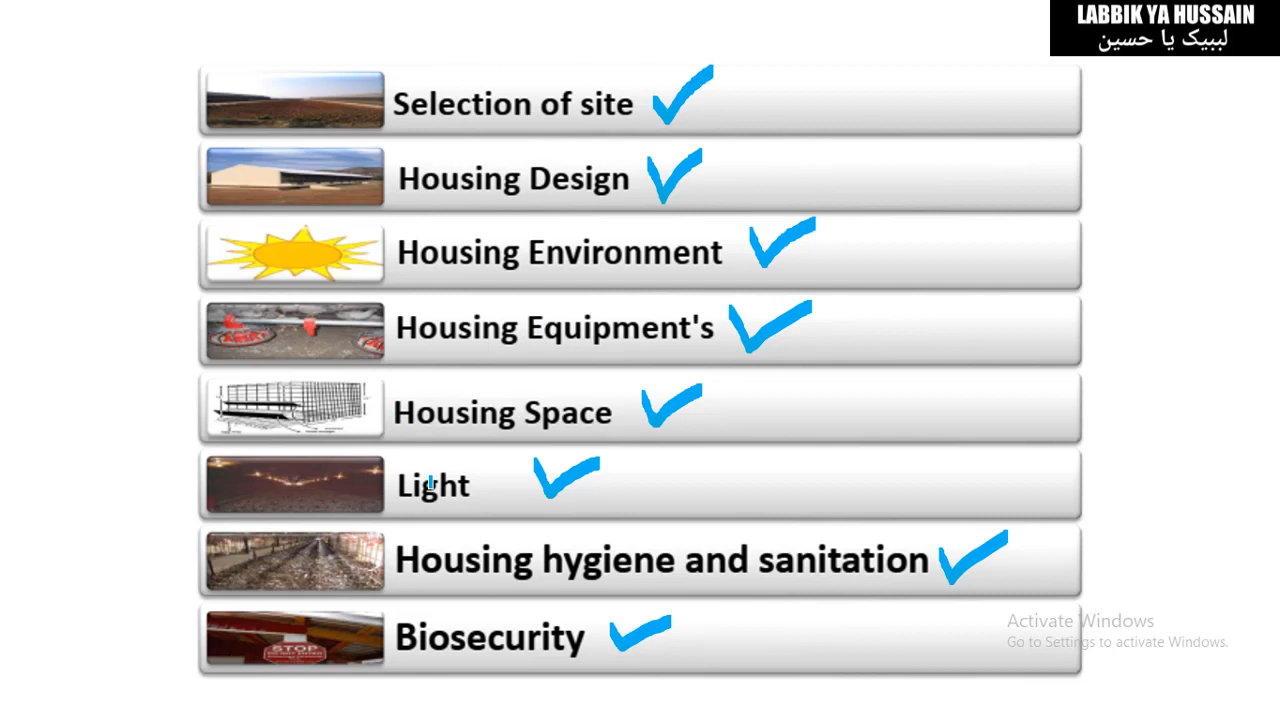 LABBIK YA HUSSAIN
لبیک یا حسین
Selection of site
Housing Design
Housing Environment
Housing Equipment's
Housing Space
Light
Housing hygiene and sanitation
STOP
Biosecurity
Activate Windows
Go to Settings to activate Windows.